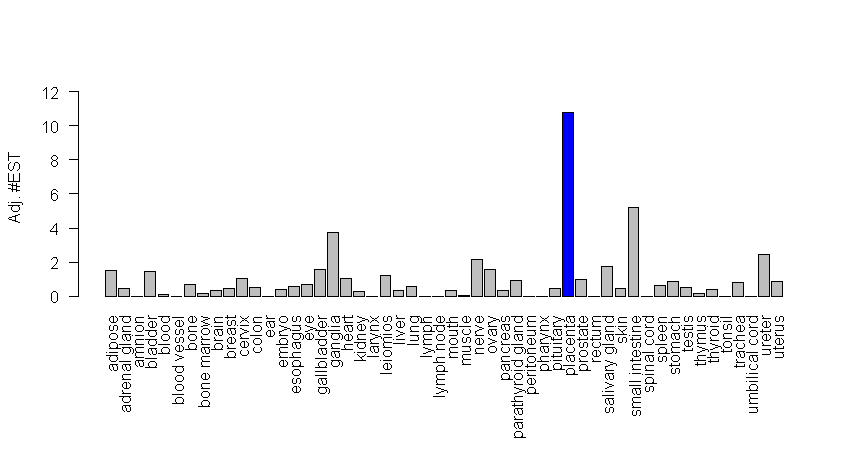 Adj. #EST
12
10
8
6
4
2
0
adipose
adrenal gland
amnion
bladder
blood
blood vessel
bone
bone marrow
brain
breast
cervix
colon
ear
embryo
esophagus
eye
gallbladder
ganglia
heart
kidney
larynx
leiomios
liver
lung
lymph
lymph node
mouth
muscle
nerve
ovary
pancreas
parathyroid gland
peritoneum
pharynx
pituitary
placenta
prostate
rectum
salivary gland
skin
small intestine
spinal cord
spleen
stomach
testis
thymus
thyroid
tonsil
trachea
umbilical cord
ureter
uterus